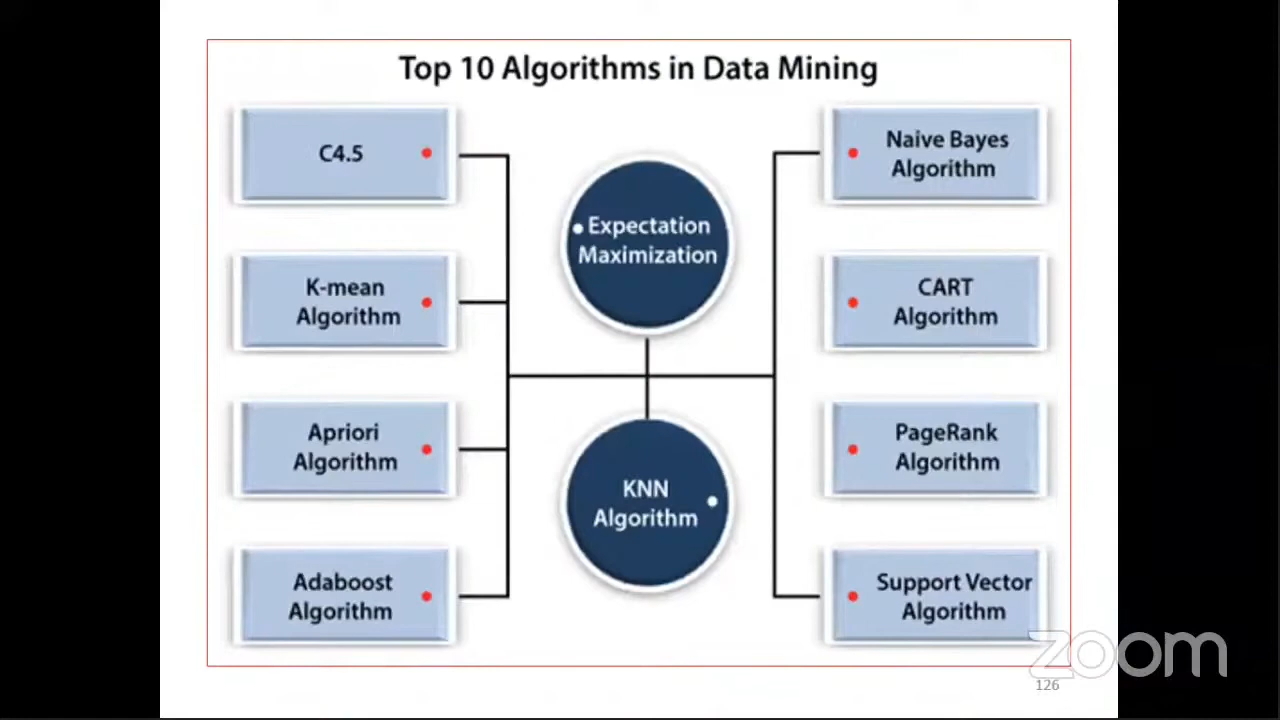 Top 10 Algorithms in Data Mining
C4.5
K-mean
Algorithm
Apriori
Algorithm
Adaboost
Algorithm
Expectation
Maximization
KNN
Algorithm
Naive Bayes
Algorithm
CART
Algorithm
PageRank
Algorithm
Support Vector
Algorithm
zoom
126